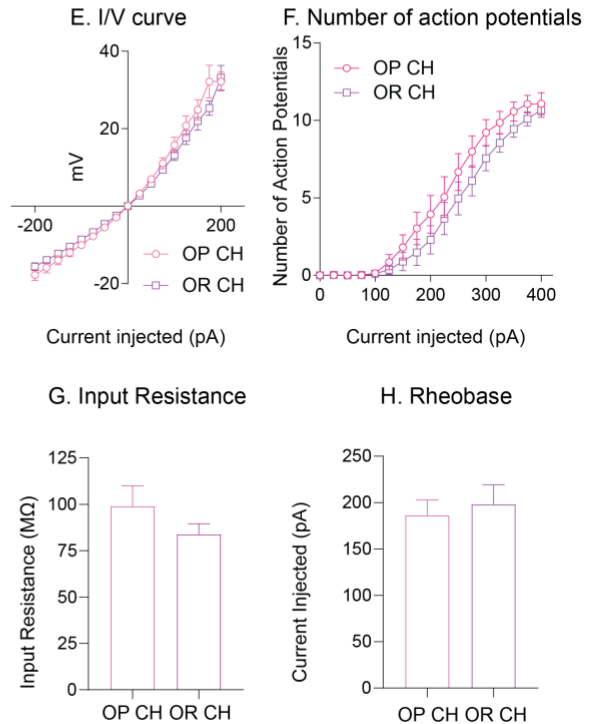 E. I/V curve
40
20
mV
-200
200
-20
OP CH
OR CH
Current injected (pA)
F. Number of action potentials
15
10
5
0
Number of Action Potentials
OP CH
OR CH
0
100
200
300
400
Current injected (pA)
G. Input Resistance
125
100
75
50
25
0
Input Resistance (MΩ)
OP CH OR CH
H. Rheobase
250
200
150
100
50
0
Current Injected (pA)
OP CH OR CH